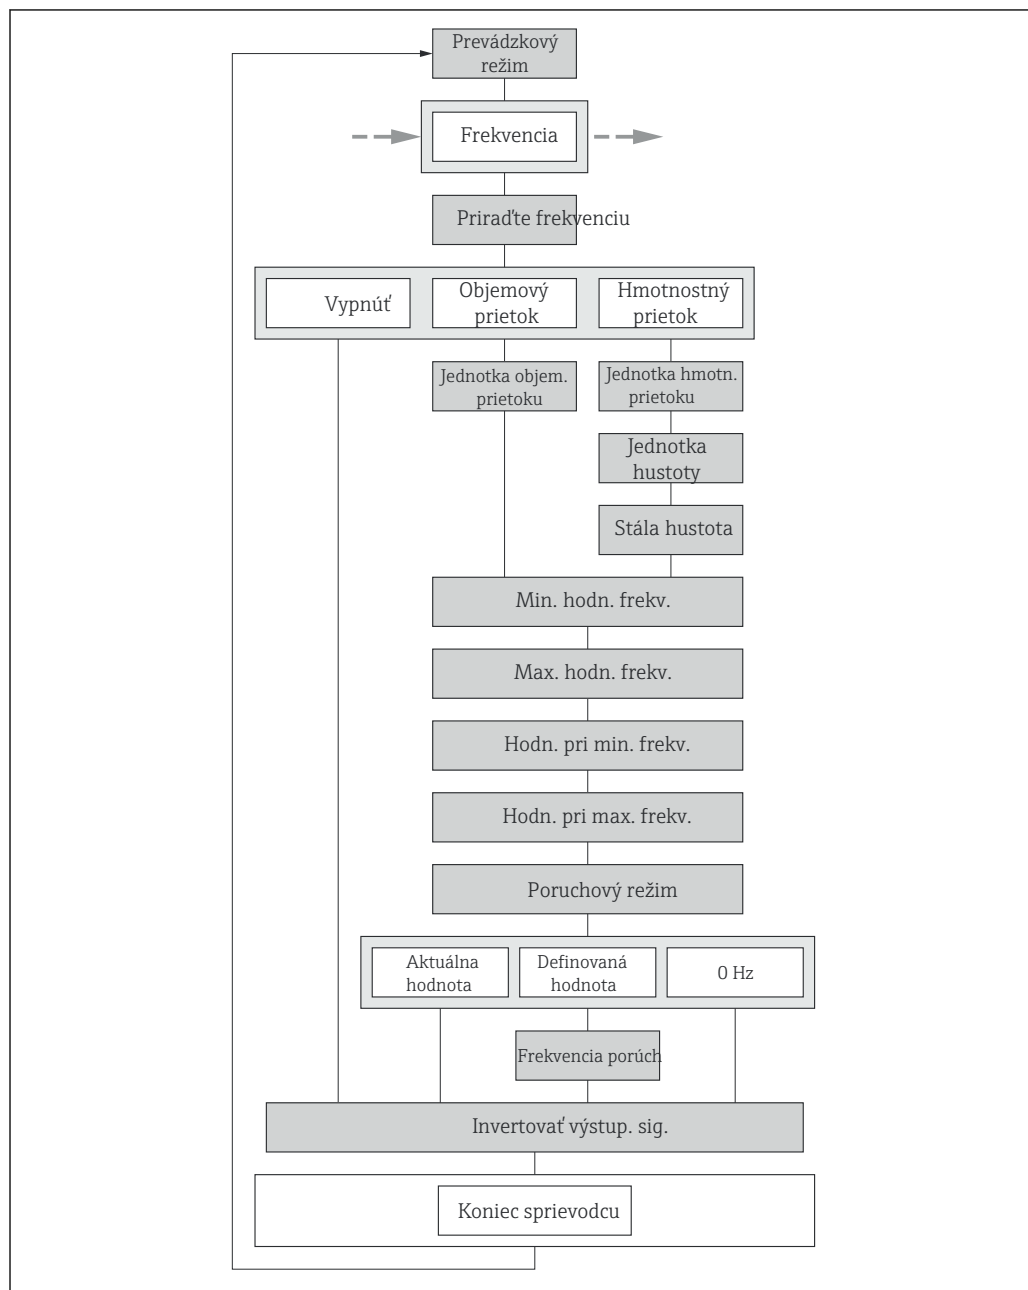 Prevádzkový
režim
Frekvencia
Priraďte frekvenciu
Vypnúť
Objemový
prietok
Hmotnostný
prietok
Jednotka objem.
prietoku
Jednotka hmotn.
prietoku
Jednotka
hustoty
Stála hustota
Min. hodn. frekv.
Max. hodn. frekv.
Hodn. pri min. frekv.
Hodn. pri max. frekv.
Poruchový režim
Aktuálna
hodnota
Definovaná
hodnota
0 Hz
Frekvencia porúch
Invertovať výstup. sig.
Koniec sprievodcu